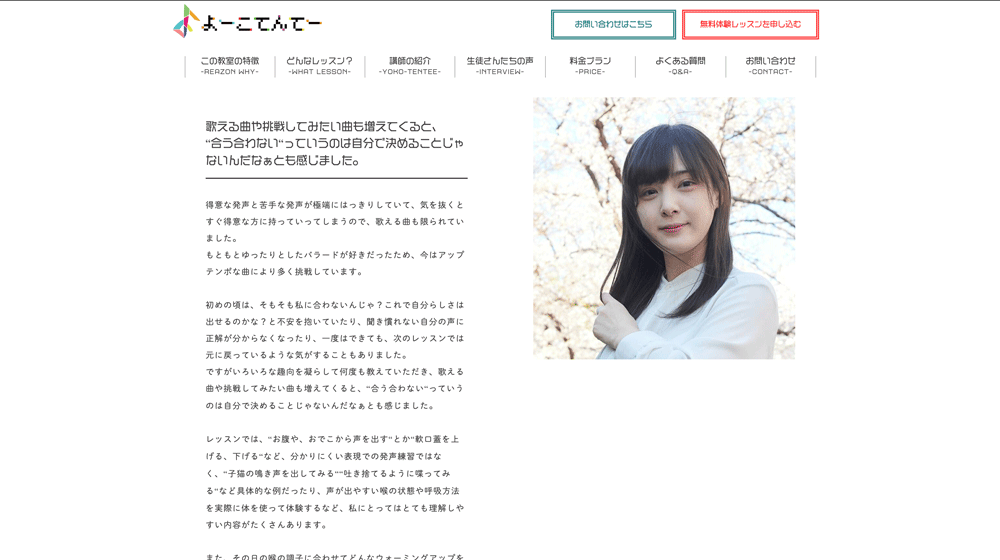 よーこてんてー
お問い合わせはこちら
無料体験レッスンを申し込む
この教室の特徴
-REAZON WHY-
どんなレッスン？
-WHAT LESSON-
講師の紹介
-YOKO-TENTEE-
生徒さんたちの声
-INTERVIEW-
料金プラン
-PRICE-
よくある質問
-Q&A-
お問い合わせ
-CONTACT-
歌える曲や挑戦してみたい曲も増えてくると、
“合う合わない“っていうのは自分で決めることじゃ
ないんだなぁとも感じました。
得意な発声と苦手な発声が極端にはっきりしていて、気を抜くと
すぐ得意な方に持っていってしまうので、歌える曲も限られてい
ました。
もともとゆったりとしたバラードが好きだったため、今はアップ
テンポな曲により多く挑戦しています。
初めの頃は、そもそも私に合わないんじゃ？これで自分らしさは
出せるのかな？と不安を抱いていたり、聞き慣れない自分の声に
正解が分からなくなったり、一度はできても、次のレッスンでは
元に戻っているような気がすることもありました。
ですがいろいろな趣向を凝らして何度も教えていただき、歌える
曲や挑戦してみたい曲も増えてくると、“合う合わない“っていう
のは自分で決めることじゃないんだなぁとも感じました。
レッスンでは、“お腹や、おでこから声を出す“とか“軟口蓋を上
げる、下げる“など、分かりにくい表現での発声練習ではな
く、“子猫の鳴き声を出してみる““吐き捨てるように喋ってみ
る“など具体的な例だったり、声が出やすい喉の状態や呼吸方法
を実際に体を使って体験するなど、私にとってはとても理解しや
すい内容がたくさんあります。
また、その日の喉の調子に合わせてどんなウォーミングアップを